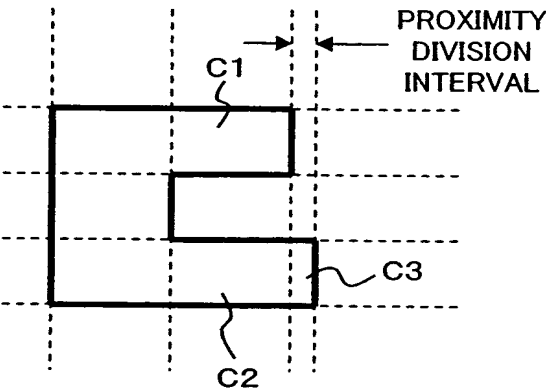 PROXIMITY
DIVISION
INTERVAL
C1
C3
C2